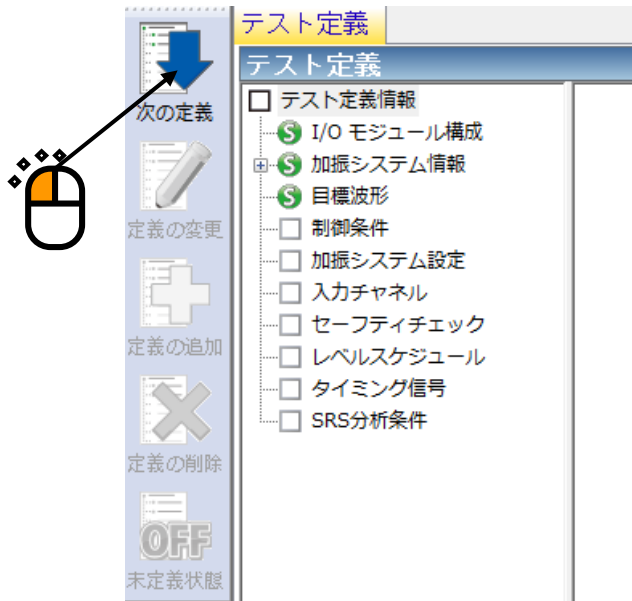 テスト定義
テスト定義
次の定義
定義の変更
定義の追加
定義の削除
OFF
未定義状態
テスト定義情報
S I/O モジュール構成
S 加振システム情報
S 目標波形
制御条件
加振システム設定
入力チャネル
セーフティチェック
レベルスケジュール
タイミング信号
SRS分析条件